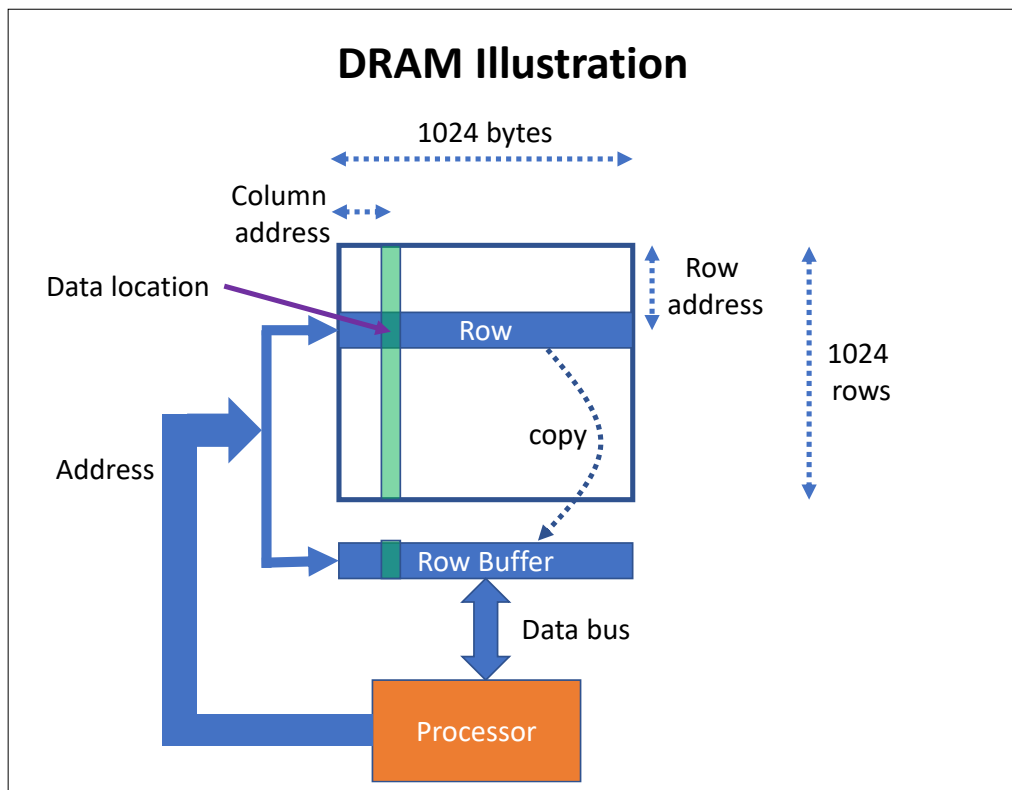 DRAM Illustration
1024 bytes
Column
address
Data location
Row
address
Row
1024
rows
copy
Address
Row Buffer
Data bus
Processor